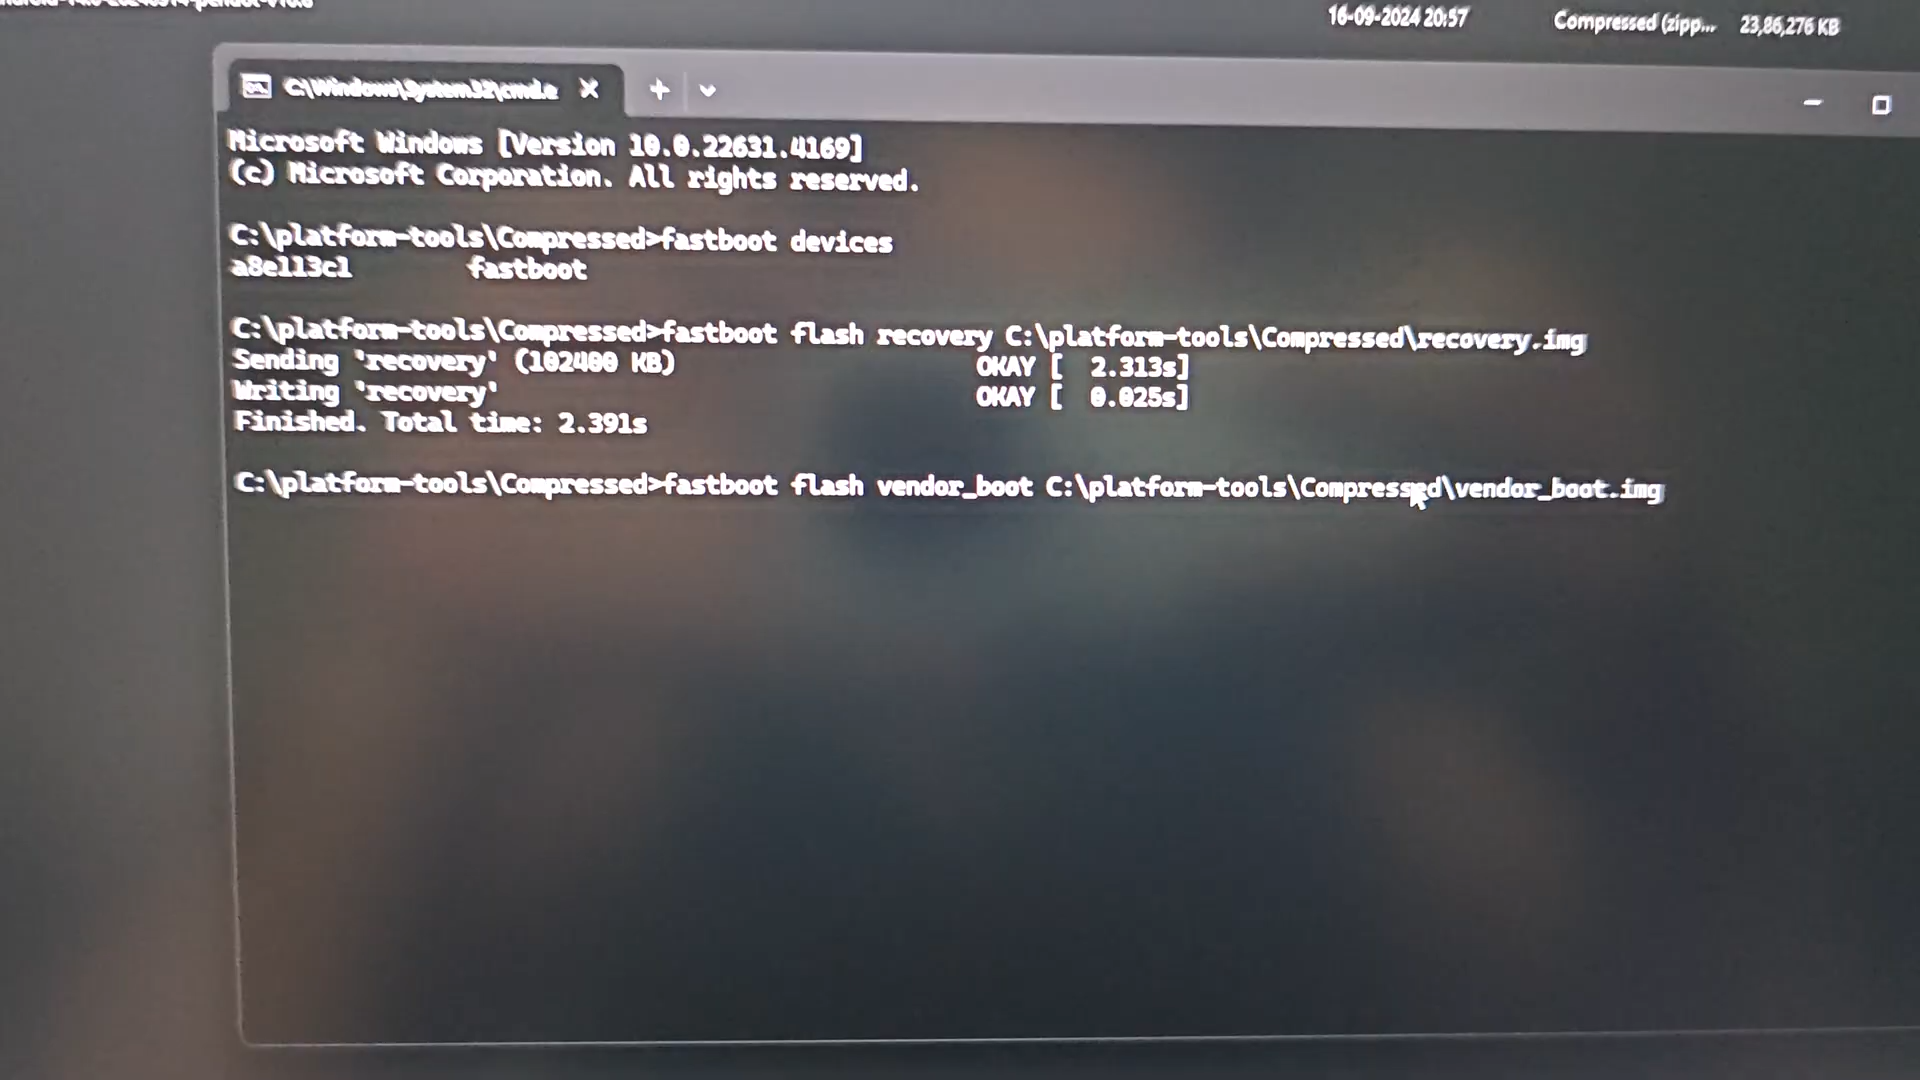 16-09-2024 20:57 Compressed (zipp... 23,86,276 KB
C:\Windows\System32\cmd.e
Microsoft Windows [Version 10.0.22631.4169]
(c) Microsoft Corporation. All rights reserved.
C:\platform-tools\Compressed>fastboot devices
a8e113c1 fastboot
C:\platform-tools\Compressed>fastboot flash recovery C:\platform-tools\Compressed\recovery.img
Sending 'recovery' (102400 KB) OKAY [ 2.313s]
Writing 'recovery' OKAY [ 0.025s]
Finished. Total time: 2.391s
C:\platform-tools\Compressed>fastboot flash vendor_boot C:\platform-tools\Compressed\vendor_boot.img